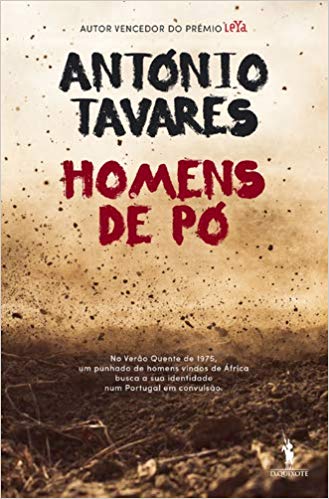 AUTOR VENCEDOR DO PRÉMIO LeYa
ANTÓNIO
TAVARES
HOMENS
DE PÓ
No Verão Quente de 1975,
um punhado de homens vindos de África
busca a sua identidade
num Portugal em convulsão.
D.QUIXOTE